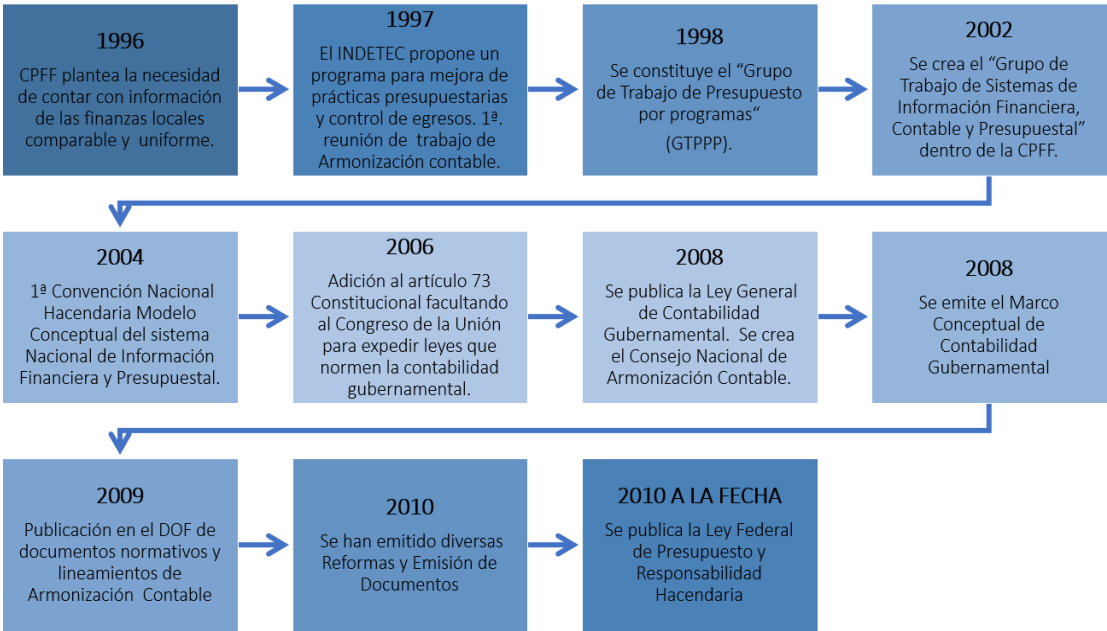 1996
CPFF plantea la necesidad
de contar con información
de las finanzas locales
comparable y uniforme.
1997
El INDETEC propone un
programa para mejora de
prácticas presupuestarias
y control de egresos. 1ª.
reunión de trabajo de
Armonización contable.
1998
Se constituye el “Grupo
de Trabajo de Presupuesto
por programas“
(GTPPP).
2002
Se crea el “Grupo de
Trabajo de Sistemas de
Información Financiera,
Contable y Presupuestal”
dentro de la CPFF.
2004
1ª Convención Nacional
Hacendaria Modelo
Conceptual del sistema
Nacional de Información
Financiera y Presupuestal.
2006
Adición al artículo 73
Constitucional facultando
al Congreso de la Unión
para expedir leyes que
normen la contabilidad
gubernamental.
2008
Se publica la Ley General
de Contabilidad
Gubernamental. Se crea
el Consejo Nacional de
Armonización Contable.
2008
Se emite el Marco
Conceptual de
Contabilidad
Gubernamental
2009
Publicación en el DOF de
documentos normativos y
lineamientos de
Armonización Contable
2010
Se han emitido diversas
Reformas y Emisión de
Documentos
2010 A LA FECHA
Se publica la Ley Federal
de Presupuesto y
Responsabilidad
Hacendaria